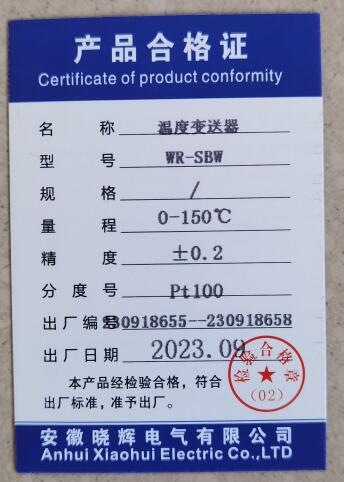 产品合格证
Certificate of product conformity
名 称 温度变送器
型 号 WR-SBW
规 格 /
量 程 0-150℃
精 度 ±0.2
分 度 号 Pt100
出厂编号 230918655--230918658
出厂日期 2023.09
本产品经检验合格，符合
出厂标准，准予出厂。
检验合格章
(02)
安徽晓辉电气有限公司
Anhui Xiaohui Electric Co.,LTD